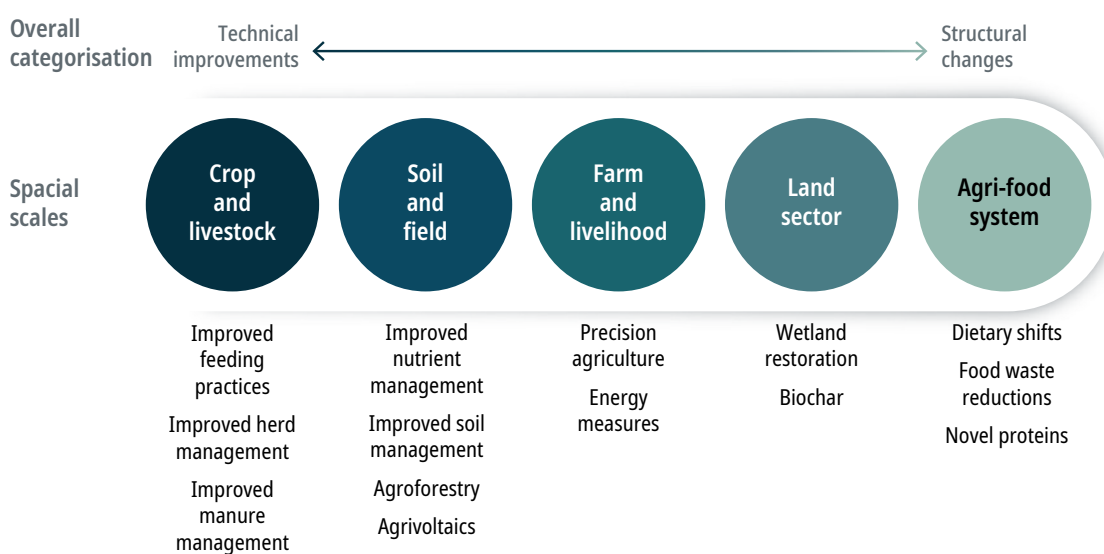 Overall
categorisation
Technical
improvements
Structural
changes
Spacial
scales
Crop
and
livestock
Soil
and
field
Farm
and
livelihood
Land
sector
Agri-food
system
Improved
feeding
practices
Improved herd
management
Improved
manure
management
Improved
nutrient
management
Improved soil
management
Agroforestry
Agrivoltaics
Precision
agriculture
Energy
measures
Wetland
restoration
Biochar
Dietary shifts
Food waste
reductions
Novel proteins